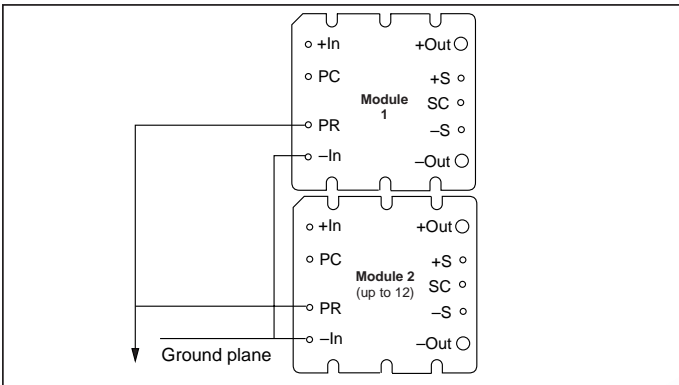 +In +Out
PC +S
Module
1
SC
PR –S
–In –Out
+In +Out
PC +S
Module 2
(up to 12)
SC
PR –S
–In –Out
Ground plane